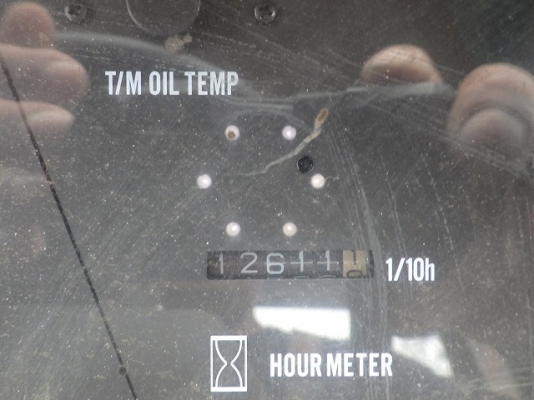 T/M OIL TEMP
12611
1/10h
HOUR METER